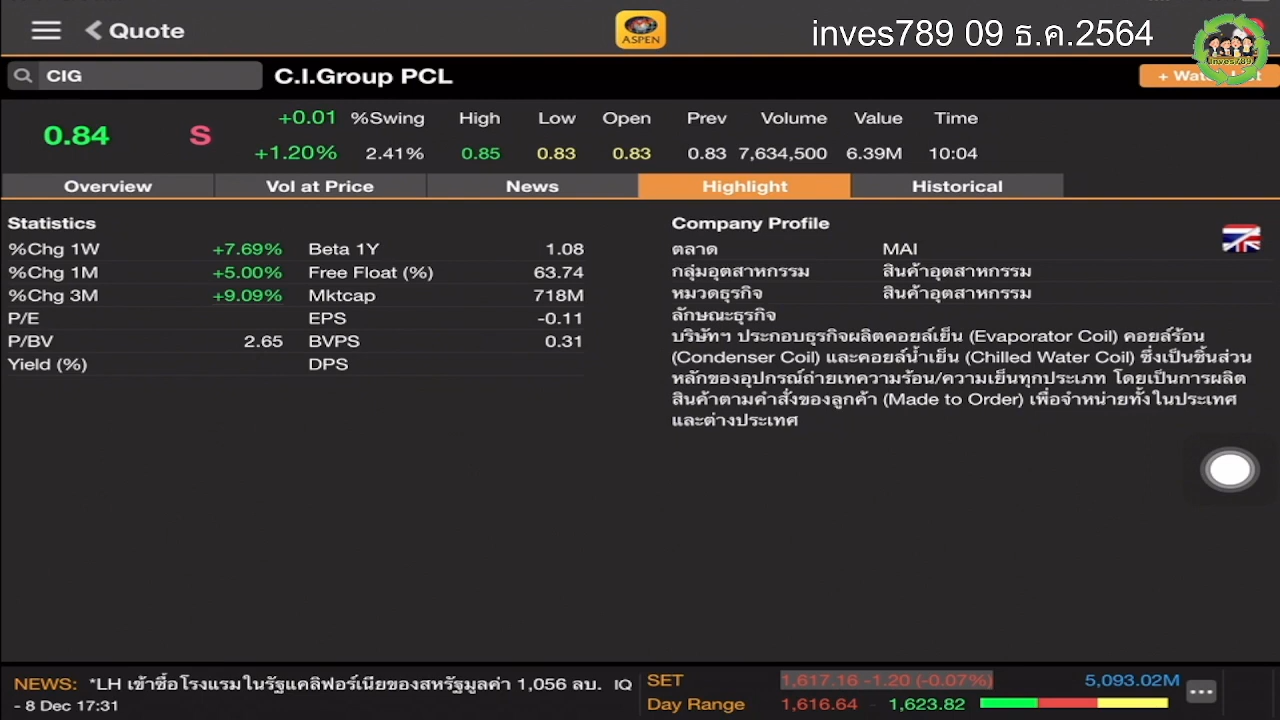 Quote
ASPEN
inves789 09 ธ.ค.2564
inves789
CIG
C.I.Group PCL
0.84 S +0.01 %Swing High Low Open Prev Volume Value Time
+1.20% 2.41% 0.85 0.83 0.83 0.83 7,634,500 6.39M 10:04
Overview Vol at Price News Highlight Historical
Statistics
%Chg 1W +7.69% Beta 1Y 1.08
%Chg 1M +5.00% Free Float (%) 63.74
%Chg 3M +9.09% Mktcap 718M
P/E EPS -0.11
P/BV 2.65 BVPS 0.31
Yield (%) DPS
Company Profile
ตลาด MAI
กลุ่มอุตสาหกรรม สินค้าอุตสาหกรรม
หมวดธุรกิจ สินค้าอุตสาหกรรม
ลักษณะธุรกิจ
บริษัทฯ ประกอบธุรกิจผลิตคอยล์เย็น (Evaporator Coil) คอยล์ร้อน
(Condenser Coil) และคอยล์น้ำเย็น (Chilled Water Coil) ซึ่งเป็นชิ้นส่วน
หลักของอุปกรณ์ถ่ายเทความร้อน/ความเย็นทุกประเภท โดยเป็นการผลิต
สินค้าตามคำสั่งของลูกค้า (Made to Order) เพื่อจำหน่ายทั้งในประเทศ
และต่างประเทศ
NEWS: *LH เข้าซื้อโรงแรมในรัฐแคลิฟอร์เนียของสหรัฐมูลค่า 1,056 ลบ. IQ
- 8 Dec 17:31
SET 1,617.16 -1.20 (-0.07%) 5,093.02M
Day Range 1,616.64 - 1,623.82